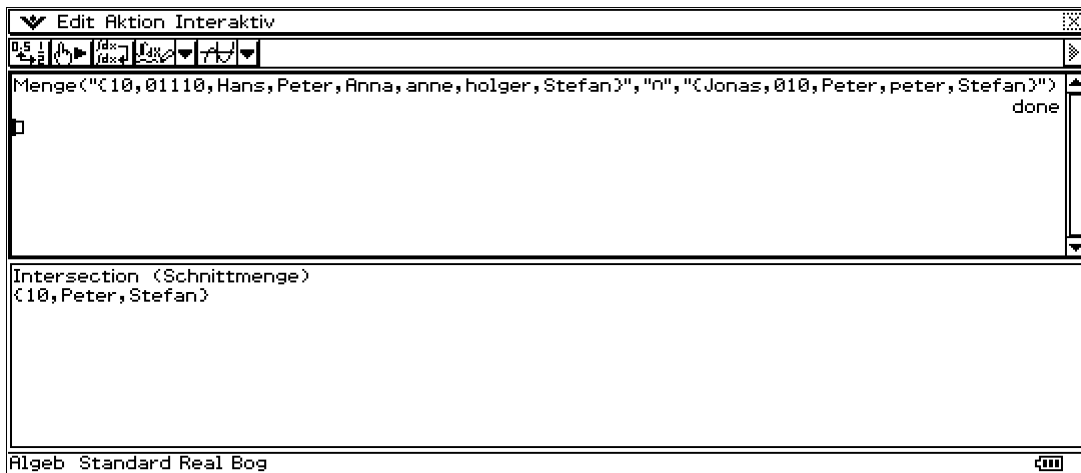 Edit Aktion Interaktiv
Menge("{10,01110,Hans,Peter,Anna,anne,holger,Stefan}","∩","{Jonas,010,Peter,peter,Stefan}")
done
Intersection (Schnittmenge)
{10,Peter,Stefan}
Algeb Standard Real Bog